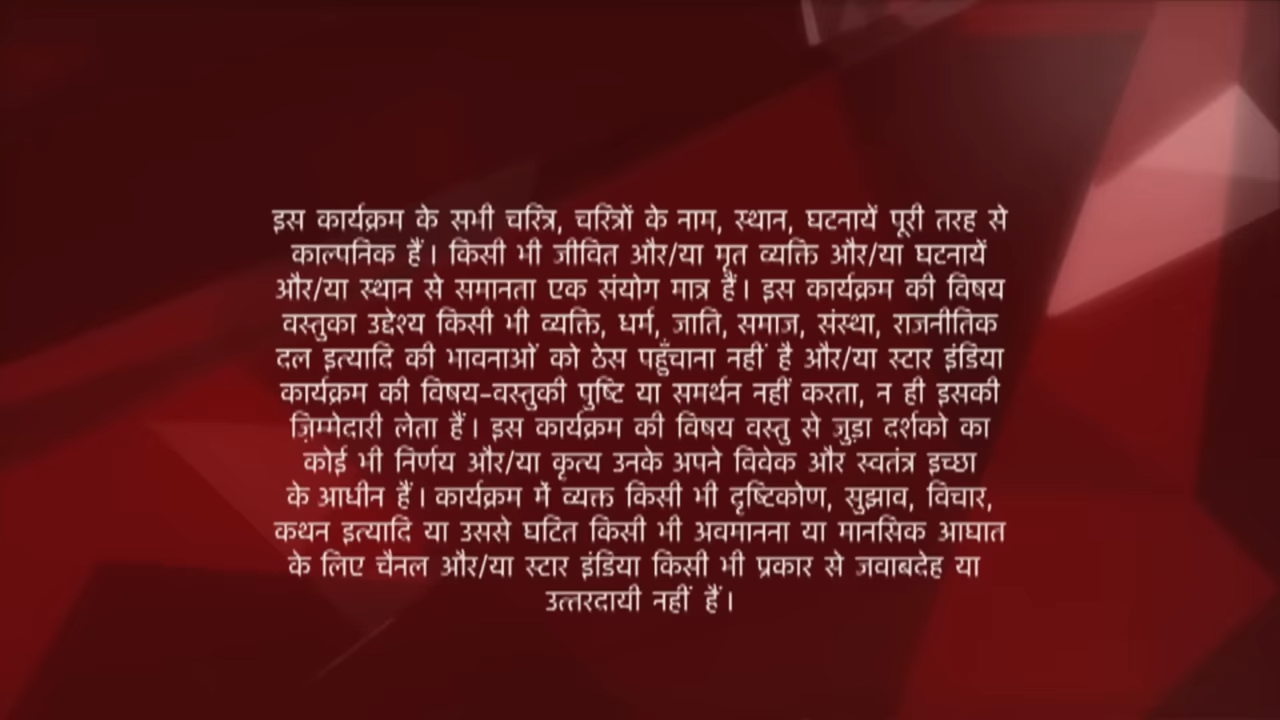 इस कार्यक्रम के सभी चरित्र, चरित्रों के नाम, स्थान, घटनायें पूरी तरह से
काल्पनिक हैं। किसी भी जीवित और/या मृत व्यक्ति और/या घटनायें
और/या स्थान से समानता एक संयोग मात्र हैं। इस कार्यक्रम की विषय
वस्तुका उद्देश्य किसी भी व्यक्ति, धर्म, जाति, समाज, संस्था, राजनीतिक
दल इत्यादि की भावनाओं को ठेस पहुँचाना नहीं है और/या स्टार इंडिया
कार्यक्रम की विषय-वस्तुकी पुष्टि या समर्थन नहीं करता, न ही इसकी
ज़िम्मेदारी लेता हैं। इस कार्यक्रम की विषय वस्तु से जुड़ा दर्शको का
कोई भी निर्णय और/या कृत्य उनके अपने विवेक और स्वतंत्र इच्छा
के आधीन हैं। कार्यक्रम में व्यक्त किसी भी दृष्टिकोण, सुझाव, विचार,
कथन इत्यादि या उससे घटित किसी भी अवमानना या मानसिक आघात
के लिए चैनल और/या स्टार इंडिया किसी भी प्रकार से जवाबदेह या
उत्तरदायी नहीं हैं।